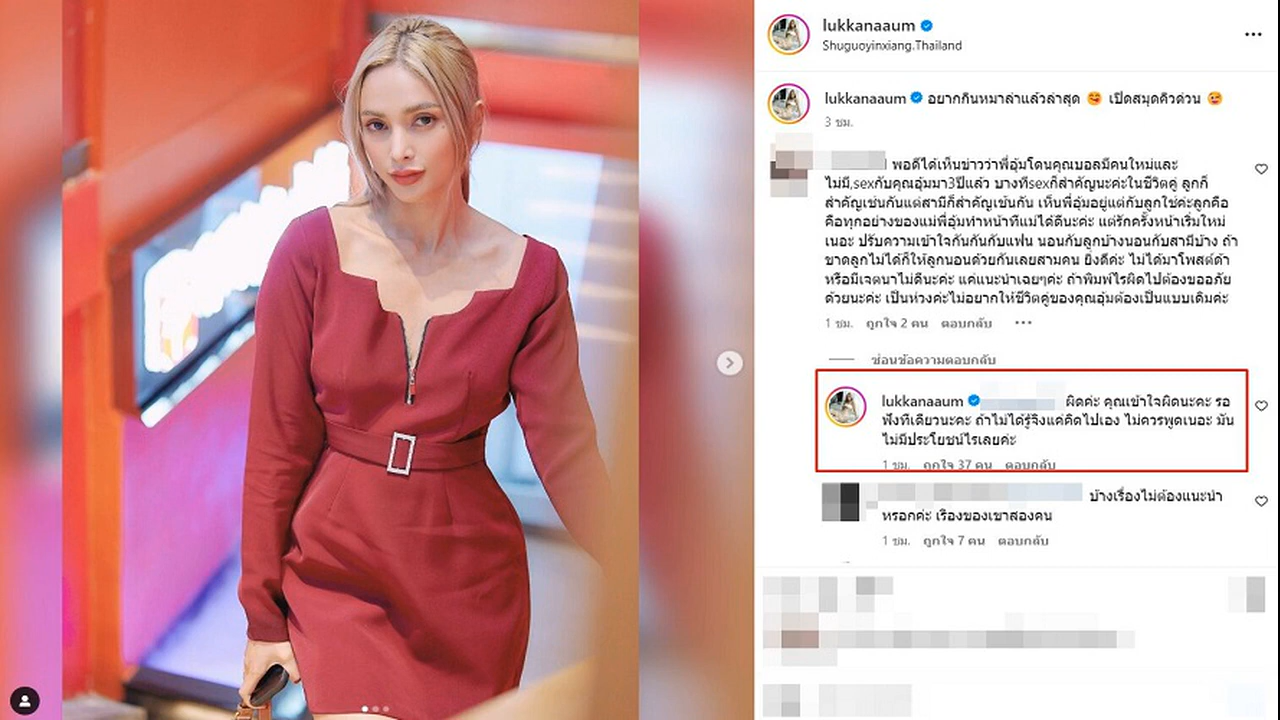 lukkanaaum
Shuguoyinxiang.Thailand
lukkanaaum อยากกินหมาล่าแล้วล่าสุด 😋 เปิดสมุดคิวด่วน 😜
3 ชม.
พอดีได้เห็นข่าวว่าพี่อุ้มโดนคุณบอลมีคนใหม่และ
ไม่มี,sexกับคุณอุ้มมา3ปีแล้ว บางทีsexก็สำคัญนะค่ะในชีวิตคู่ ลูกก็
สำคัญเช่นกันแต่สามีก็สำคัญเช้นกัน เห็นพี่อุ้มอยู่แต่กับลูกใช่ค่ะลูกคือ
คือทุกอย่างของแม่พี่อุ้มทำหน้าที่แม่ได้ดีนะค่ะ แต่รักครั้งหน้าเริ่มใหม่
เนอะ ปรับความเข้าใจกันกันกับแฟน นอนกับลูกบ้างนอนกับสามีบ้าง ถ้า
ขาดลูกไม่ได้ก็ให้ลูกนอนด้วยกันเลยสามคน ยิ่งดีค่ะ ไม่ได้มาโพสต์ด่า
หรือมีเจตนาไม่ดีนะค่ะ แค่แนะนำเฉยๆค่ะ ถ้าพิมพ์ไรผิดไปต้องขออภัย
ด้วยนะค่ะ เป็นห่วงค่ะไม่อยากให้ชีวิตคู่ของคุณอุ้มต้องเป็นแบบเดิมค่ะ
1 ชม. ถูกใจ 2 คน ตอบกลับ
ซ่อนข้อความตอบกลับ
lukkanaaum ผิดค่ะ คุณเข้าใจผิดนะคะ รอ
ฟังทีเดียวนะคะ ถ้าไม่ได้รู้จริงแค่คิดไปเอง ไม่ควรพูดเนอะ มัน
ไม่มีประโยชน์ไรเลยค่ะ
1 ชม. ถูกใจ 37 คน ตอบกลับ
บ้างเรื่องไม่ต้องแนะนำ
หรอกค่ะ เรืองของเขาสองคน
1 ชม. ถูกใจ 7 คน ตอบกลับ